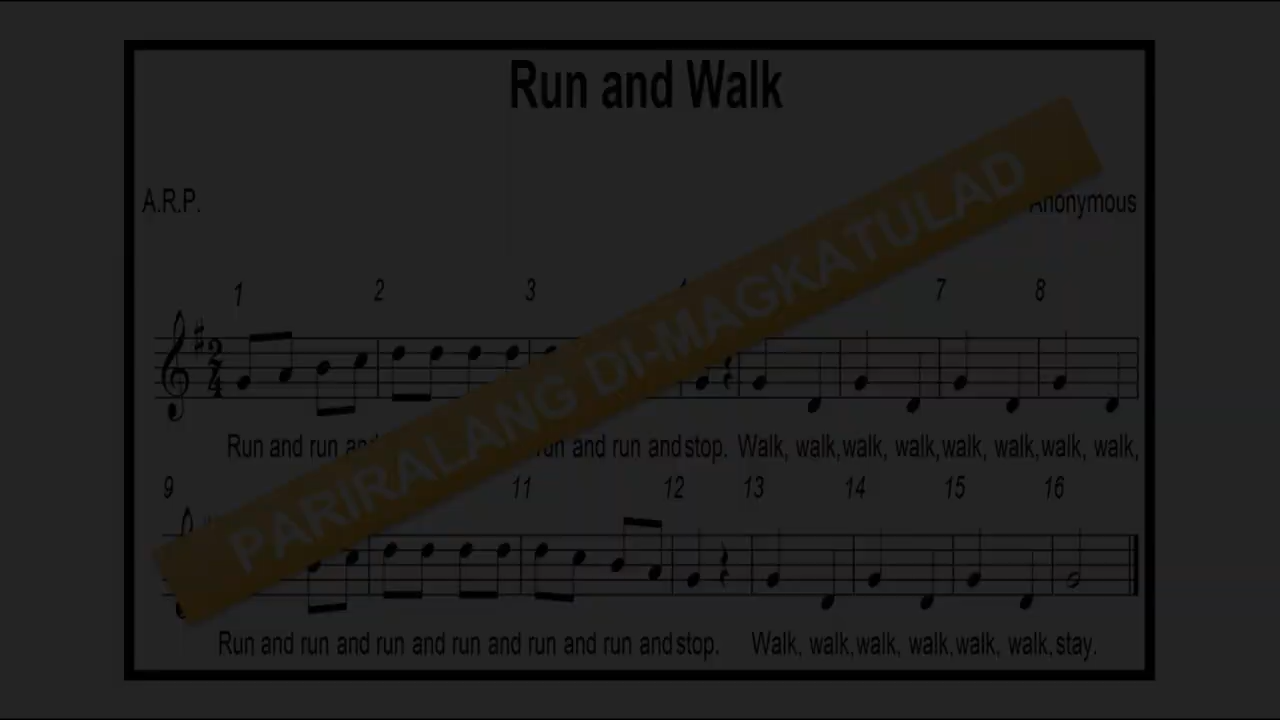 Run and Walk
A.R.P.
Anonymous
1 2 3 7 8
2
4
Run and run run and run and stop. Walk, walk, walk, walk, walk, walk, walk, walk,
9 11 12 13 14 15 16
Run and run and run and run and run and run and stop. Walk, walk, walk, walk, walk, walk, stay.
PARIRALANG DI-MAGKATULAD